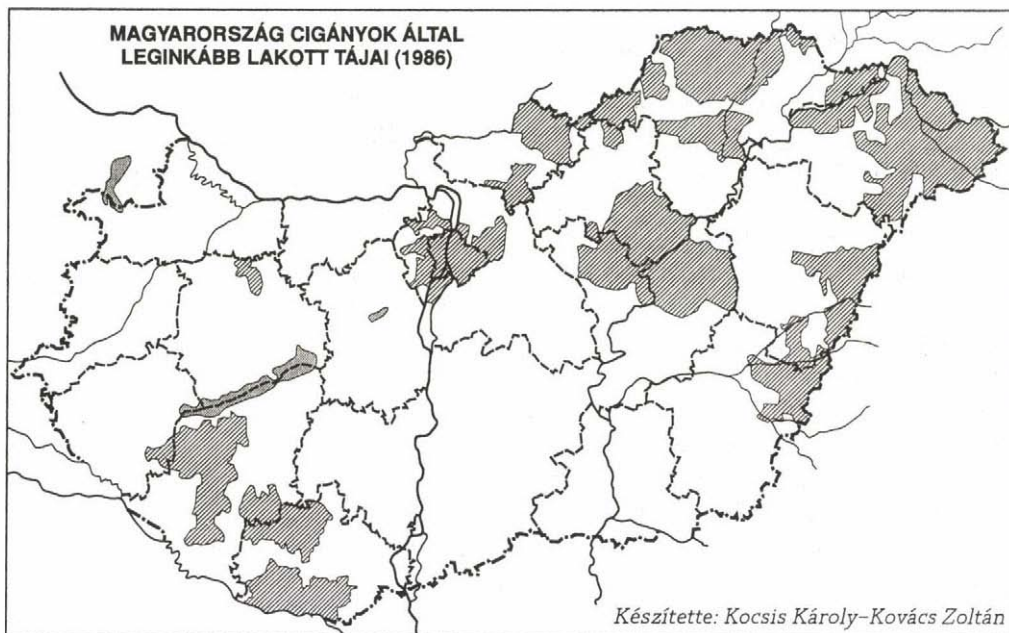 MAGYARORSZÁG CIGÁNYOK ÁLTAL
LEGINKÁBB LAKOTT TÁJAI (1986)
Készítette: Kocsis Károly–Kovács Zoltán